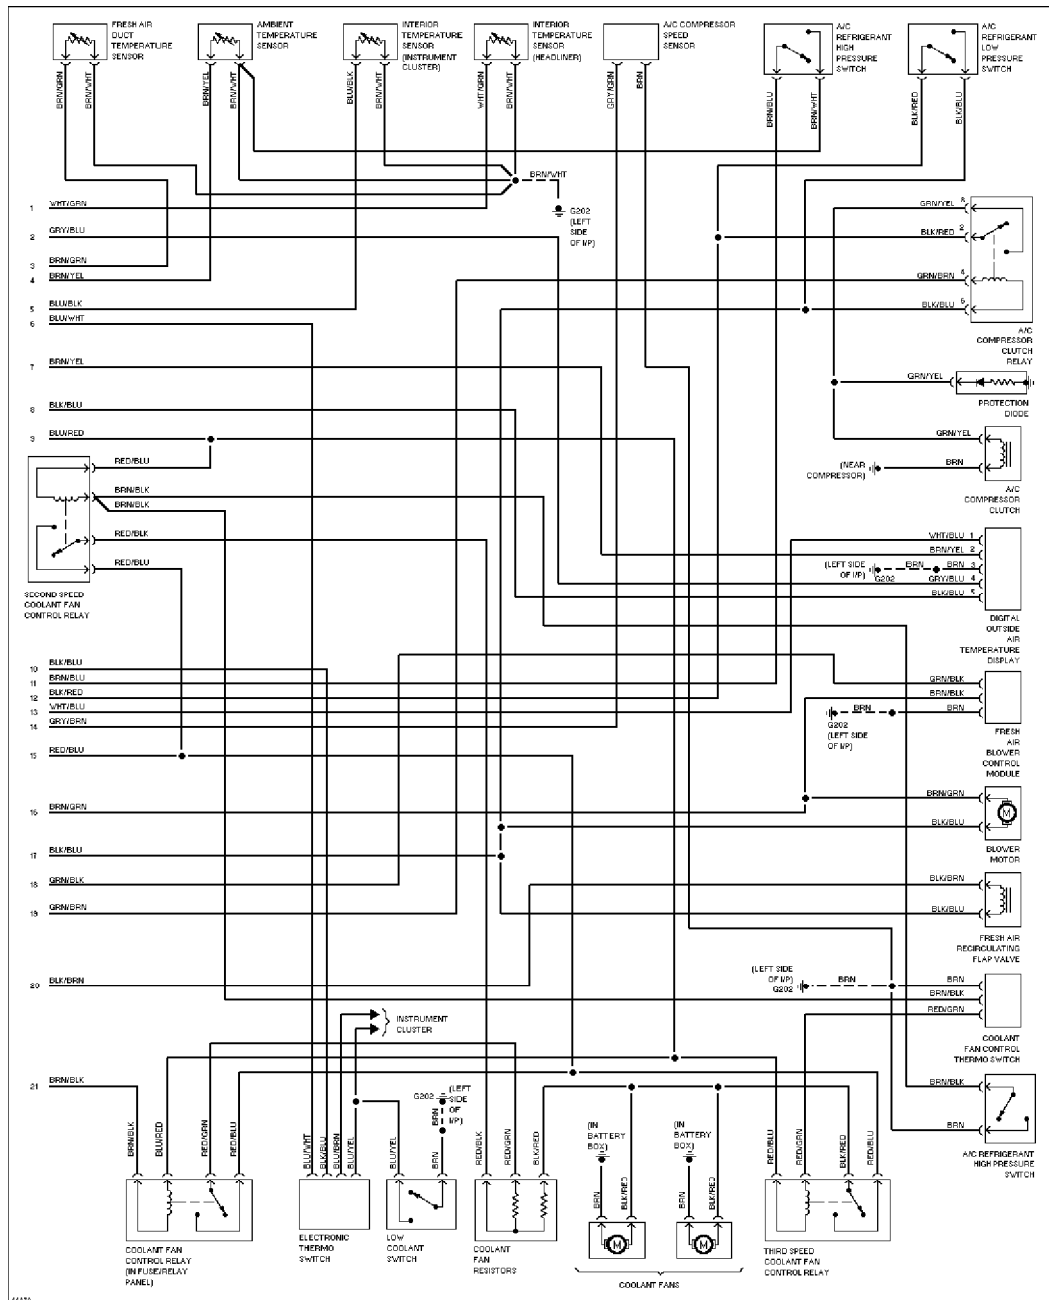 FRESH AIR
DUCT
TEMPERATURE
SENSOR
AMBIENT
TEMPERATURE
SENSOR
INTERIOR
TEMPERATURE
SENSOR
(INSTRUMENT
CLUSTER)
INTERIOR
TEMPERATURE
SENSOR
(HEADLINER)
A/C COMPRESSOR
SPEED
SENSOR
A/C
REFRIGERANT
HIGH
PRESSURE
SWITCH
A/C
REFRIGERANT
LOW
PRESSURE
SWITCH
BRN/GRN
BRN/WHT
BRN/YEL
BRN/WHT
BLU/BLK
BRN/WHT
WHT/GRN
BRN/WHT
GRY/GRN
BRN
BRN/BLU
BRN/WHT
BLK/RED
BLK/BLU
BRN/WHT
G202
(LEFT
SIDE
OF I/P)
1 WHT/GRN
2 GRY/BLU
3 BRN/GRN
4 BRN/YEL
5 BLU/BLK
6 BLU/WHT
7 BRN/YEL
8 BLK/BLU
9 BLU/RED
GRN/YEL 8
BLK/RED 2
GRN/BRN 4
BLK/BLU 6
A/C
COMPRESSOR
CLUTCH
RELAY
GRN/YEL
PROTECTION
DIODE
GRN/YEL
(NEAR
COMPRESSOR)
BRN
A/C
COMPRESSOR
CLUTCH
RED/BLU
BRN/BLK
BRN/BLK
RED/BLK
RED/BLU
SECOND SPEED
COOLANT FAN
CONTROL RELAY
WHT/BLU 1
BRN/YEL 2
(LEFT SIDE
OF I/P)
G202
BRN
BRN 3
GRY/BLU 4
BLK/BLU 5
DIGITAL
OUTSIDE
AIR
TEMPERATURE
DISPLAY
10 BLK/BLU
11 BRN/BLU
12 BLK/RED
13 WHT/BLU
14 GRY/BRN
15 RED/BLU
16 BRN/GRN
17 BLK/BLU
18 GRN/BLK
19 GRN/BRN
20 BLK/BRN
21 BRN/BLK
GRN/BLK
BRN/BLK
BRN
BRN
G202
(LEFT SIDE
OF I/P)
FRESH
AIR
BLOWER
CONTROL
MODULE
BRN/GRN
BLK/BLU
M
BLOWER
MOTOR
BLK/BRN
BLK/BLU
FRESH AIR
RECIRCULATING
FLAP VALVE
(LEFT SIDE
OF I/P)
G202
BRN
BRN
BRN/BLK
RED/GRN
COOLANT
FAN CONTROL
THERMO SWITCH
BRN/BLK
BRN
A/C REFRIGERANT
HIGH PRESSURE
SWITCH
INSTRUMENT
CLUSTER
G202
(LEFT
SIDE
OF
I/P)
BRN
(IN
BATTERY
BOX)
(IN
BATTERY
BOX)
BRN/BLK
BLU/RED
RED/GRN
RED/BLU
BLU/WHT
BLK/BLU
BLU/BRN
BLU/YEL
BLU/YEL
BRN
RED/BLK
RED/GRN
BLK/RED
BRN
BLK/RED
BRN
BLK/RED
RED/BLU
RED/GRN
BLK/RED
RED/BLU
COOLANT FAN
CONTROL RELAY
(IN FUSE/RELAY
PANEL)
ELECTRONIC
THERMO
SWITCH
LOW
COOLANT
SWITCH
COOLANT
FAN
RESISTORS
M
M
COOLANT FANS
THIRD SPEED
COOLANT FAN
CONTROL RELAY